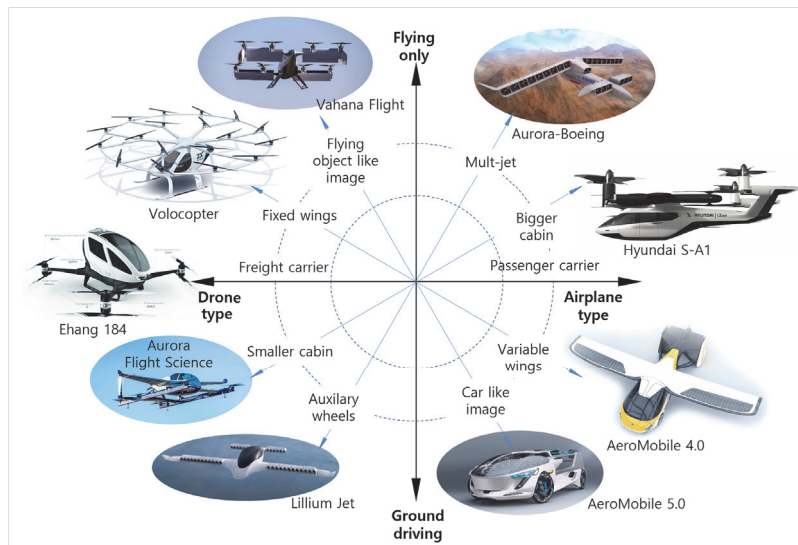 Flying
only
Vahana Flight
Aurora-Boeing
Flying
object like
image
Mult-jet
Volocopter
Fixed wings
Bigger
cabin
Hyundai S-A1
Freight carrier
Passenger carrier
Drone
type
Airplane
type
Ehang 184
Aurora
Flight Science
Smaller cabin
Variable
wings
Auxilary
wheels
Car like
image
AeroMobile 4.0
Lillium Jet
AeroMobile 5.0
Ground
driving